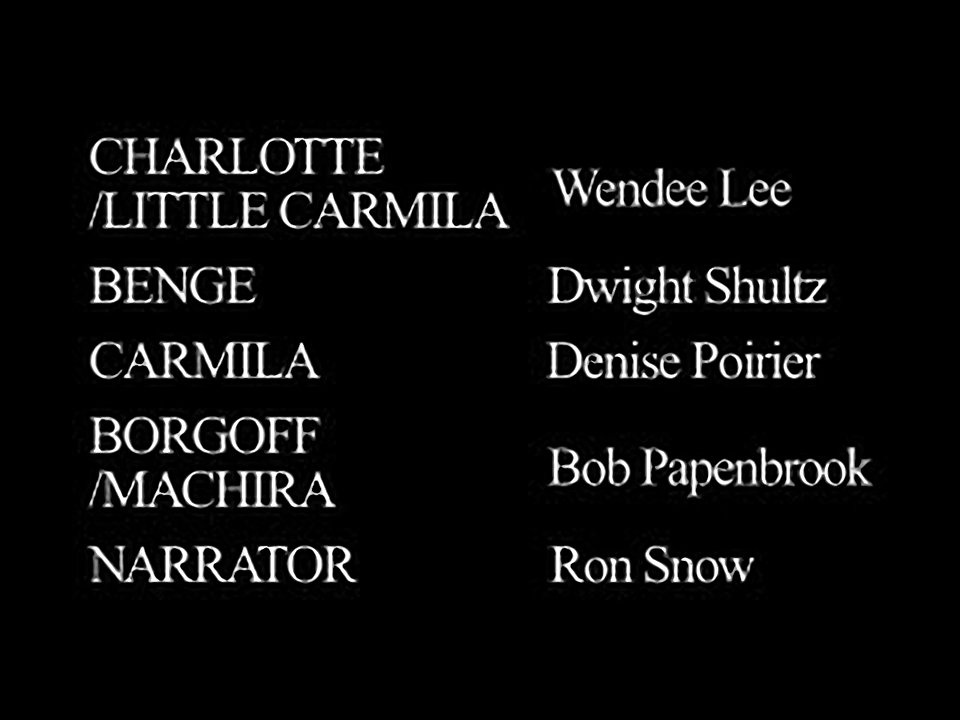 CHARLOTTE
/LITTLE CARMILA
Wendee Lee
BENGE Dwight Shultz
CARMILA Denise Poirier
BORGOFF
/MACHIRA
Bob Papenbrook
NARRATOR Ron Snow